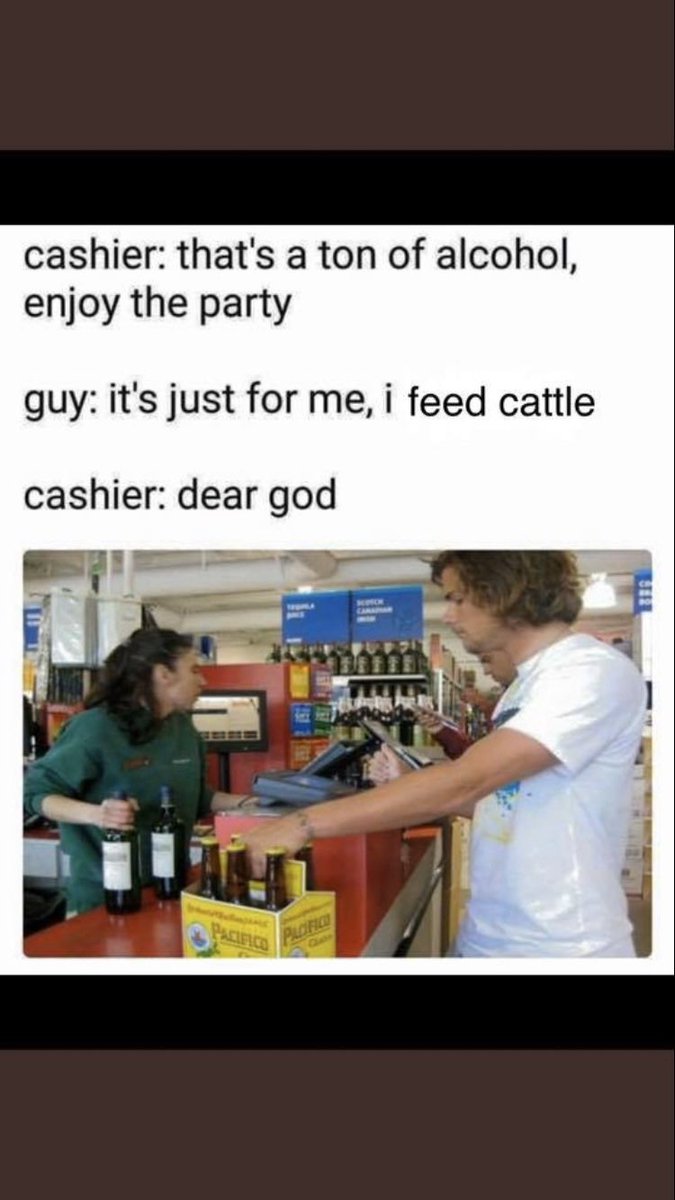 cashier: that's a ton of alcohol,
enjoy the party
guy: it's just for me, i feed cattle
cashier: dear god
TEQUILA
SCOTCH
CANADIAN
IRISH
PACIFICO
PACIFICO